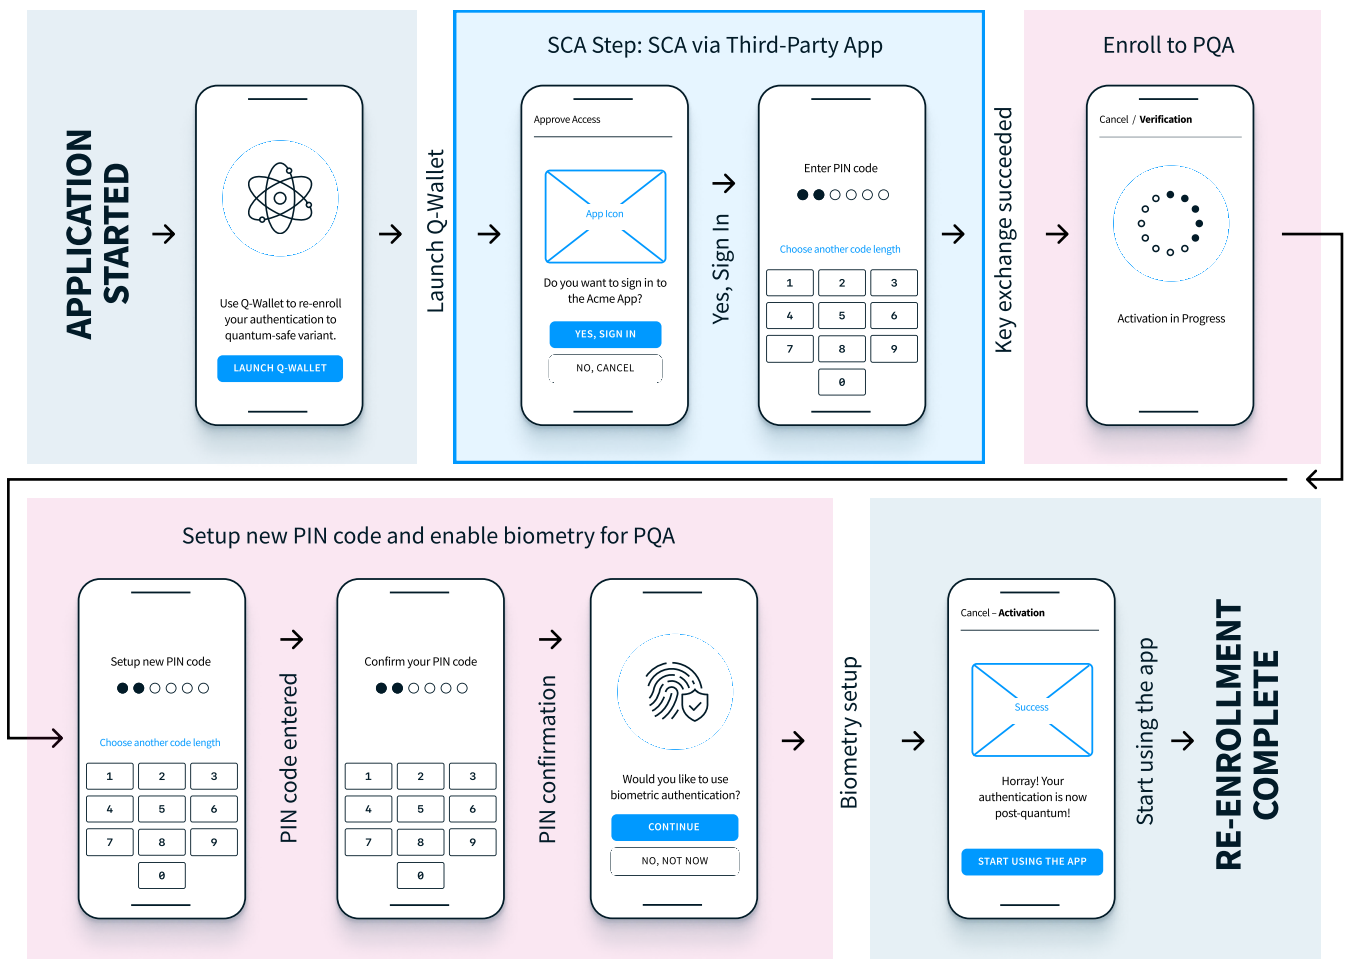 APPLICATION
STARTED
Use Q-Wallet to re-enroll
your authentication to
quantum-safe variant.
LAUNCH Q-WALLET
Launch Q-Wallet
SCA Step: SCA via Third-Party App
Approve Access
App Icon
Do you want to sign in to
the Acme App?
YES, SIGN IN
NO, CANCEL
Yes, Sign In
Enter PIN code
Choose another code length
1 2 3
4 5 6
7 8 9
0
Key exchange succeeded
Enroll to PQA
Cancel / Verification
Activation in Progress
Setup new PIN code and enable biometry for PQA
Setup new PIN code
Choose another code length
1 2 3
4 5 6
7 8 9
0
PIN code entered
Confirm your PIN code
1 2 3
4 5 6
7 8 9
0
PIN confirmation
Would you like to use
biometric authentication?
CONTINUE
NO, NOT NOW
Biometry setup
Cancel – Activation
Success
Horray! Your
authentication is now
post-quantum!
START USING THE APP
Start using the app
RE-ENROLLMENT
COMPLETE